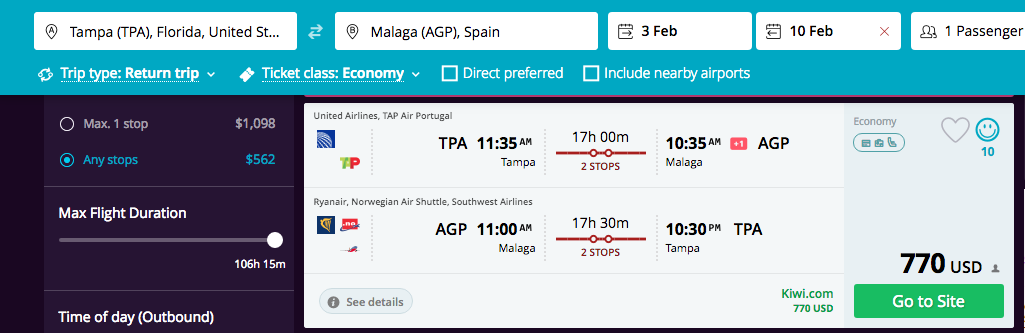 A Tampa (TPA), Florida, United St...
B Malaga (AGP), Spain
3 Feb
10 Feb
1 Passenger
Trip type: Return trip
Ticket class: Economy
Direct preferred
Include nearby airports
Max. 1 stop $1,098
Any stops $562
Max Flight Duration
106h 15m
Time of day (Outbound)
United Airlines, TAP Air Portugal
TAP
TPA 11:35 AM
Tampa
17h 00m
2 STOPS
10:35 AM +1 AGP
Malaga
Ryanair, Norwegian Air Shuttle, Southwest Airlines
.no
AGP 11:00 AM
Malaga
17h 30m
2 STOPS
10:30 PM TPA
Tampa
See details
Kiwi.com
770 USD
Economy
10
770 USD
Go to Site